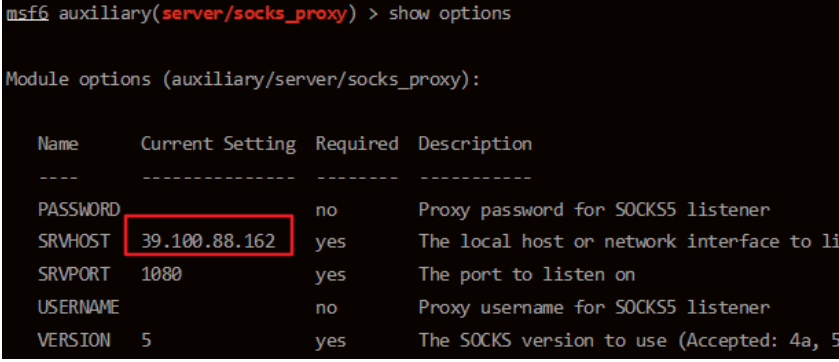 msf6 auxiliary(server/socks_proxy) > show options
Module options (auxiliary/server/socks_proxy):
Name Current Setting Required Description
---- --------------- -------- -----------
PASSWORD no Proxy password for SOCKS5 listener
SRVHOST 39.100.88.162 yes The local host or network interface to li
SRVPORT 1080 yes The port to listen on
USERNAME no Proxy username for SOCKS5 listener
VERSION 5 yes The SOCKS version to use (Accepted: 4a, 5